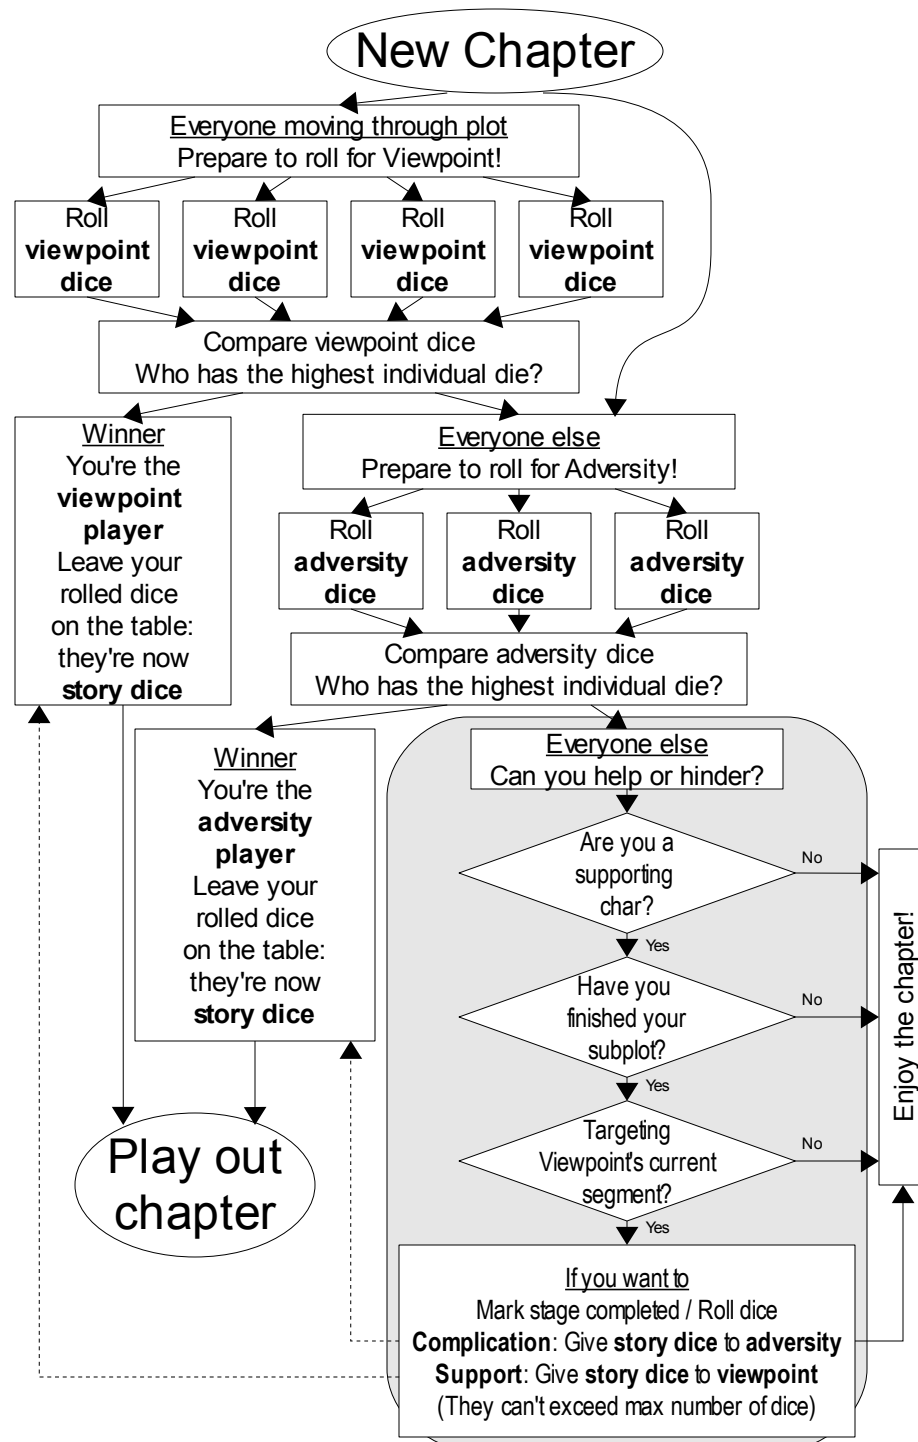 New Chapter
Everyone moving through plot
Prepare to roll for Viewpoint!
Roll
viewpoint
dice
Roll
viewpoint
dice
Roll
viewpoint
dice
Roll
viewpoint
dice
Compare viewpoint dice
Who has the highest individual die?
Winner
You're the
viewpoint
player
Leave your
rolled dice
on the table:
they're now
story dice
Everyone else
Prepare to roll for Adversity!
Roll
adversity
dice
Roll
adversity
dice
Roll
adversity
dice
Compare adversity dice
Who has the highest individual die?
Winner
You're the
adversity
player
Leave your
rolled dice
on the table:
they're now
story dice
Everyone else
Can you help or hinder?
Are you a
supporting
char?
No
Yes
Have you
finished your
subplot?
No
Yes
Targeting
Viewpoint's current
segment?
No
Yes
Enjoy the chapter!
Play out
chapter
If you want to
Mark stage completed / Roll dice
Complication: Give story dice to adversity
Support: Give story dice to viewpoint
(They can't exceed max number of dice)